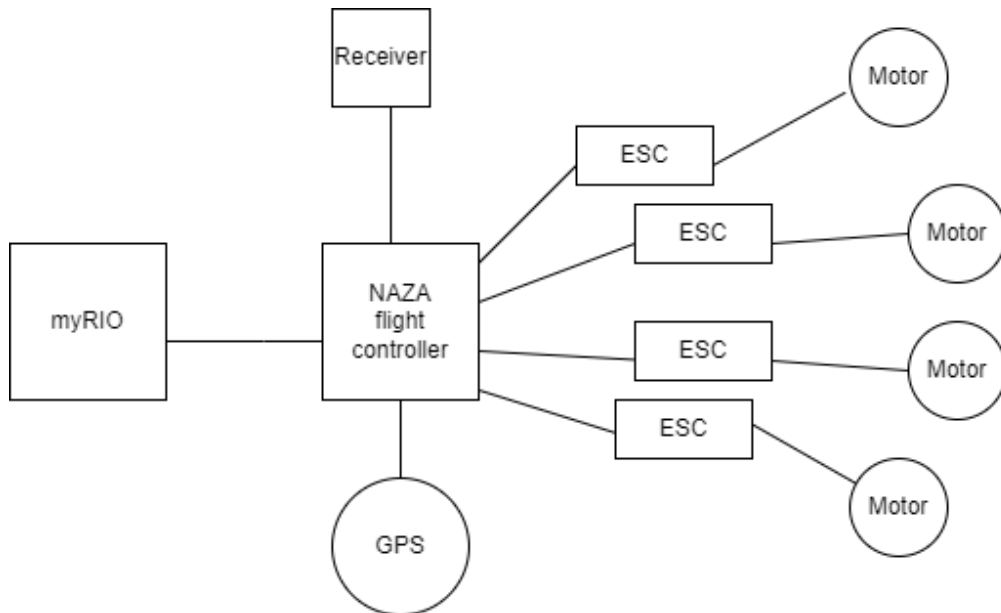 Receiver
Motor
ESC
ESC
Motor
myRIO
NAZA
flight
controller
ESC
Motor
ESC
Motor
GPS